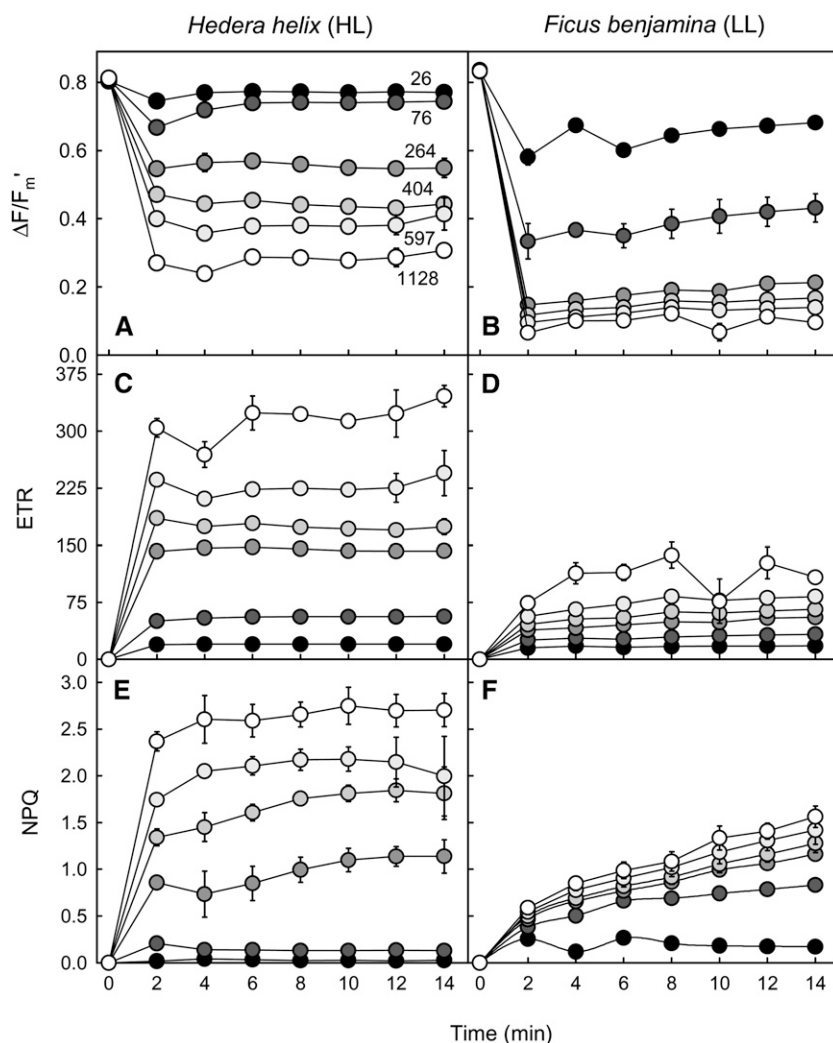 Hedera helix (HL)
Ficus benjamina (LL)
ΔF/Fm'
0.8
0.6
0.4
0.2
0.0
26
76
264
404
597
1128
A
B
ETR
375
300
225
150
75
0
C
D
NPQ
3.0
2.5
2.0
1.5
1.0
0.5
0.0
E
F
0 2 4 6 8 10 12 14
0 2 4 6 8 10 12 14
Time (min)